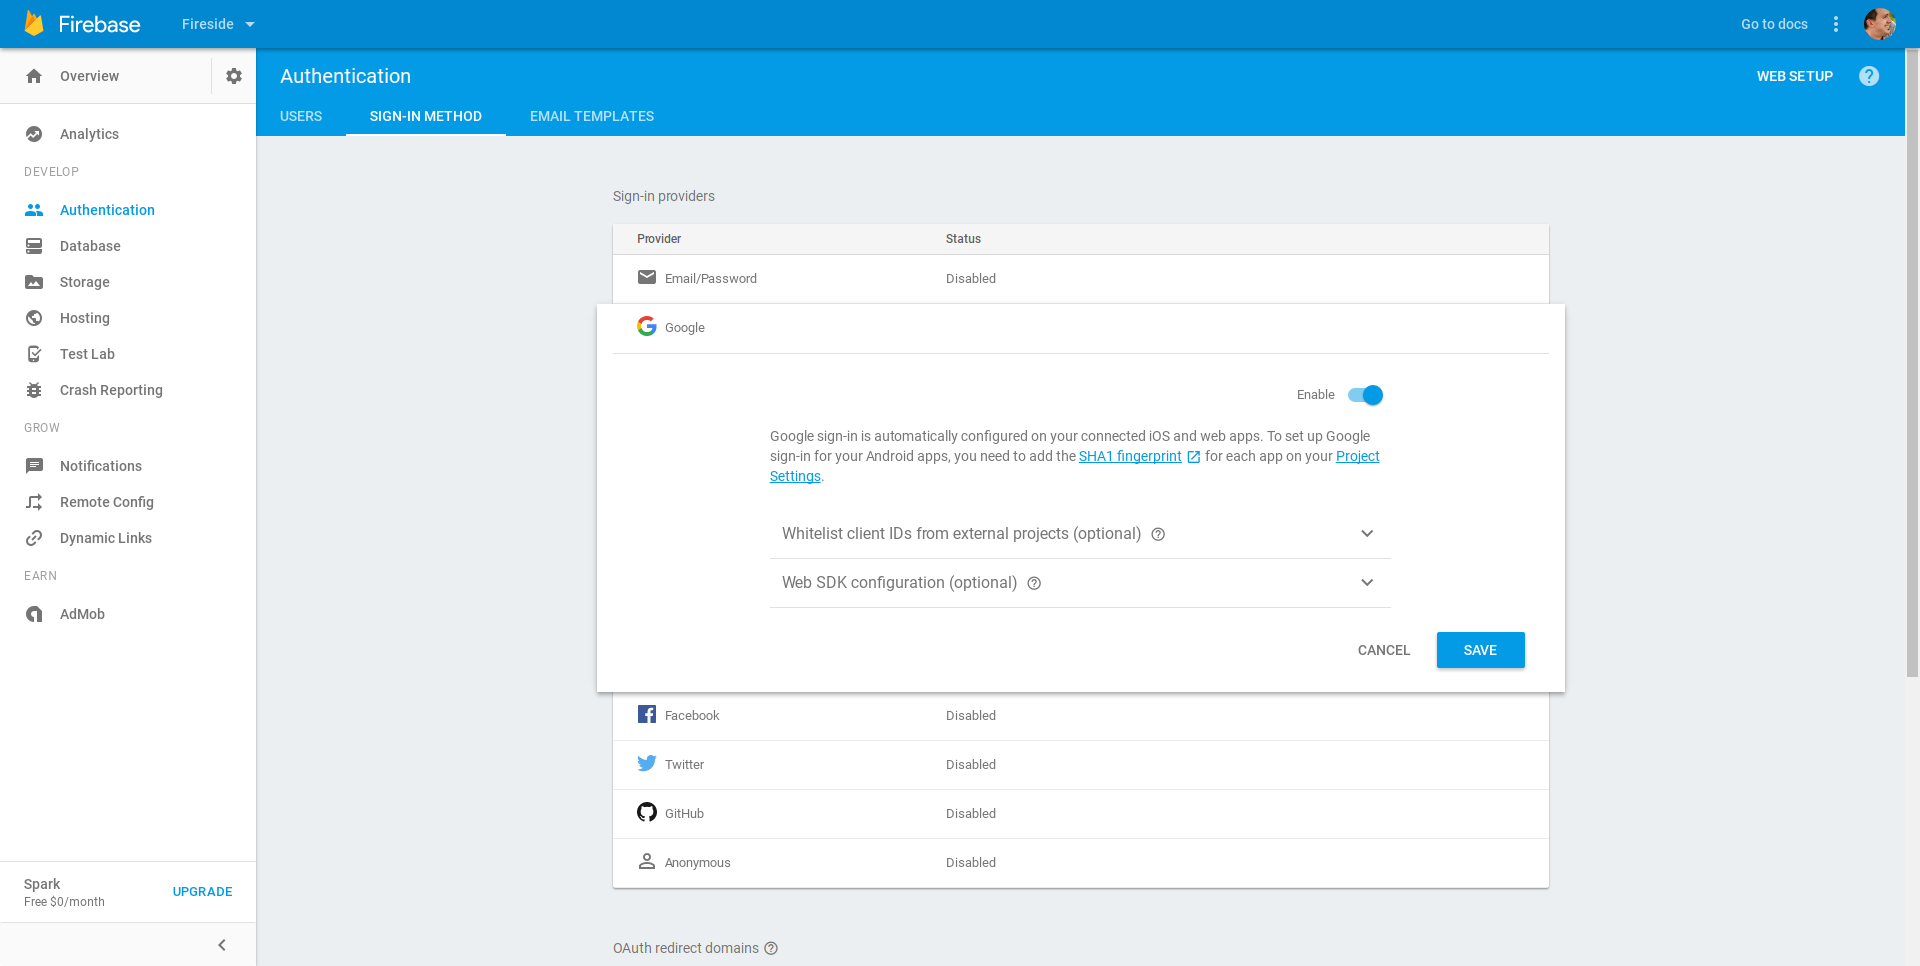 Firebase
Fireside
Go to docs
Overview
Analytics
DEVELOP
Authentication
Database
Storage
Hosting
Test Lab
Crash Reporting
GROW
Notifications
Remote Config
Dynamic Links
EARN
AdMob
Spark
Free $0/month
UPGRADE
Authentication
WEB SETUP
USERS
SIGN-IN METHOD
EMAIL TEMPLATES
Sign-in providers
Provider
Status
Email/Password
Disabled
Google
Enable
Google sign-in is automatically configured on your connected iOS and web apps. To set up Google
sign-in for your Android apps, you need to add the SHA1 fingerprint for each app on your Project
Settings.
Whitelist client IDs from external projects (optional)
Web SDK configuration (optional)
CANCEL
SAVE
Facebook
Disabled
Twitter
Disabled
GitHub
Disabled
Anonymous
Disabled
OAuth redirect domains